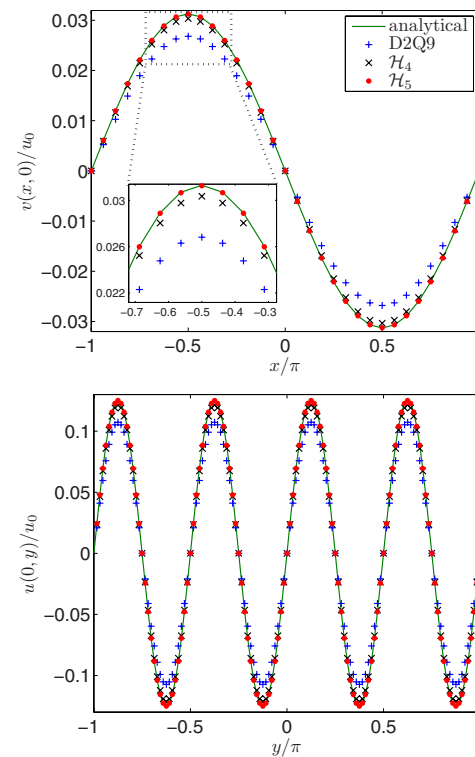 0.03
0.02
0.01
0
−0.01
−0.02
−0.03
v(x, 0)/u₀
analytical
D2Q9
ℋ₄
ℋ₅
0.03
0.026
0.022
−0.7 −0.6 −0.5 −0.4 −0.3
−1 −0.5 0 0.5
x/π
0.1
0.05
0
−0.05
−0.1
u(0, y)/u₀
−1 −0.5 0 0.5
y/π